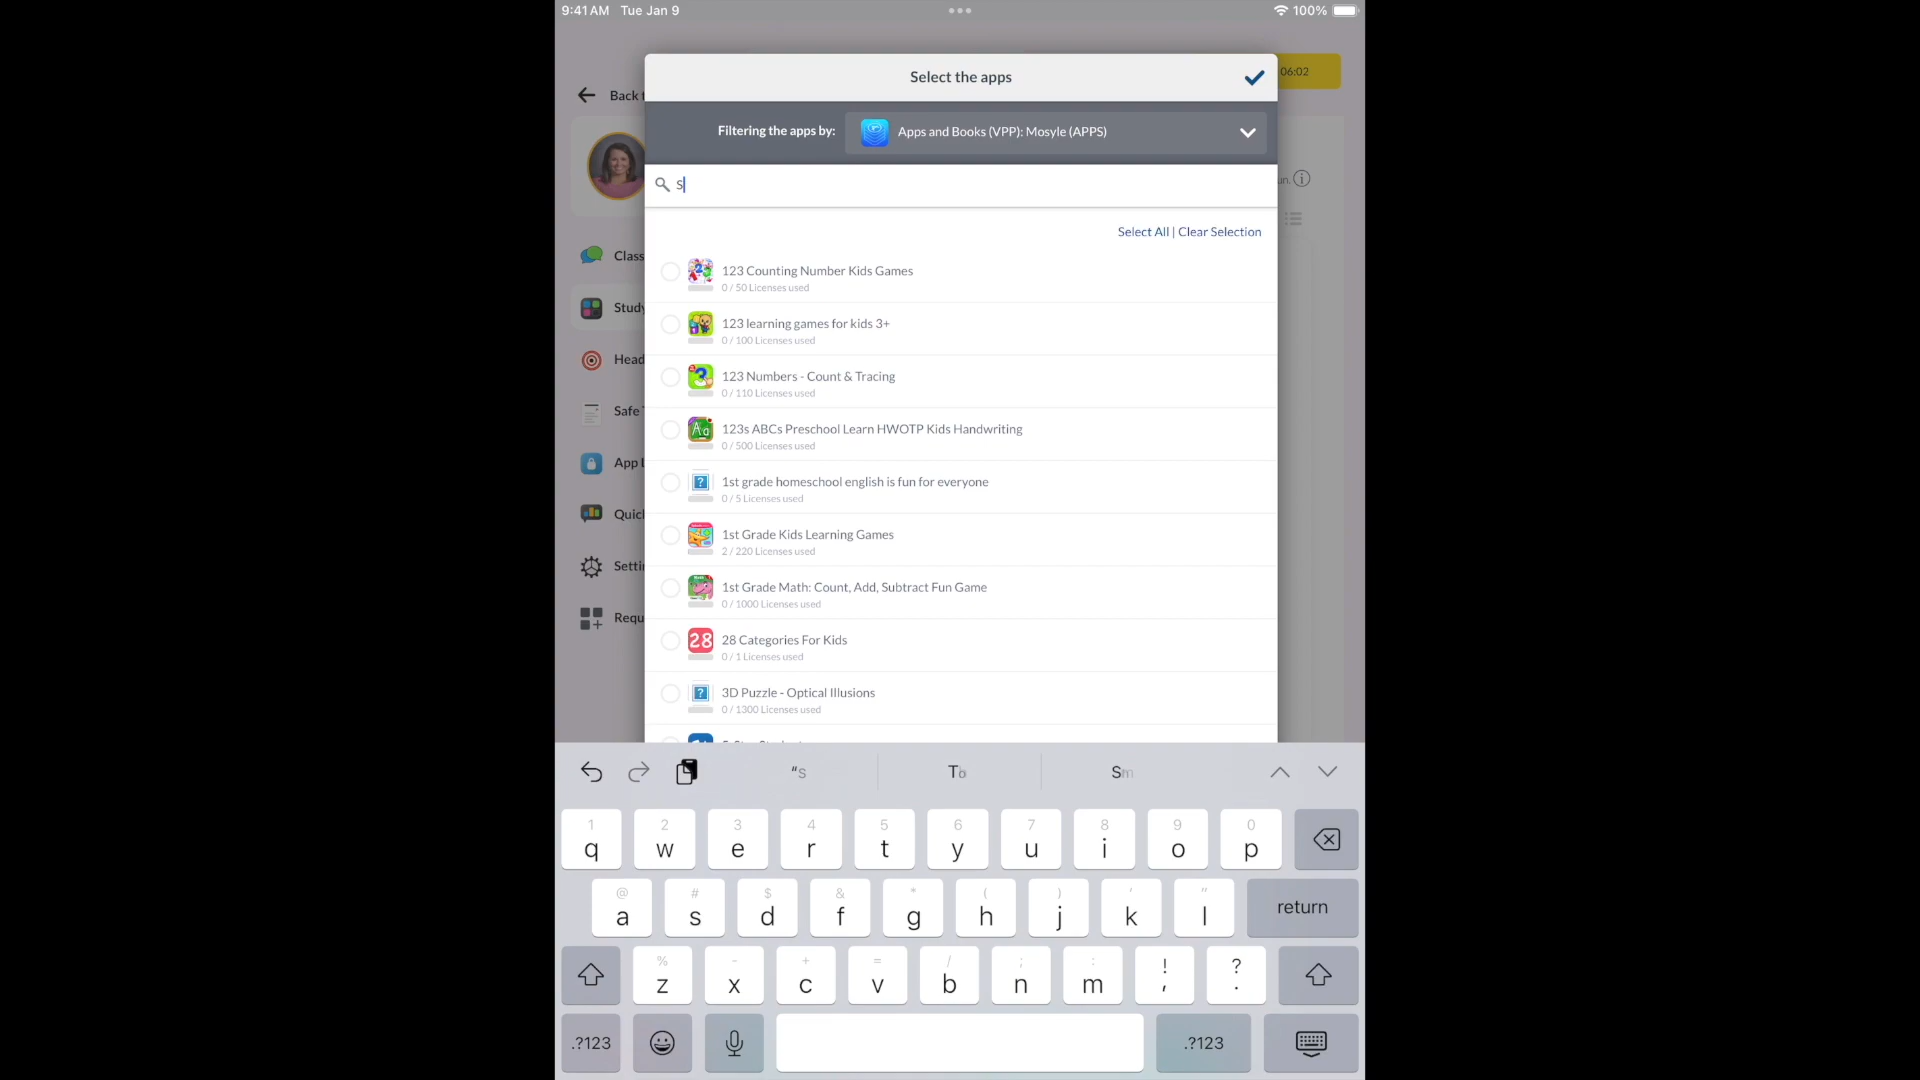 9:41 AM Tue Jan 9
100%
Select the apps
06:02
Back t
Filtering the apps by:
Apps and Books (VPP): Mosyle (APPS)
s
un.
Select All | Clear Selection
Class
Study
Head
Safe
App
Quic
Setti
Requ
123 Counting Number Kids Games
0 / 50 Licenses used
123 learning games for kids 3+
0 / 100 Licenses used
123 Numbers - Count & Tracing
0 / 110 Licenses used
123s ABCs Preschool Learn HWOTP Kids Handwriting
0 / 500 Licenses used
1st grade homeschool english is fun for everyone
0 / 5 Licenses used
1st Grade Kids Learning Games
2 / 220 Licenses used
1st Grade Math: Count, Add, Subtract Fun Game
0 / 1000 Licenses used
28
28 Categories For Kids
0 / 1 Licenses used
3D Puzzle - Optical Illusions
0 / 1300 Licenses used
1 2 3 4 5 6 7 8 9 0
q w e r t y u i o p
@ # $ & * ( ) ' "
a s d f g h j k l return
% - + = / ; : ! ?
z x c v b n m , .
.?123 .?123